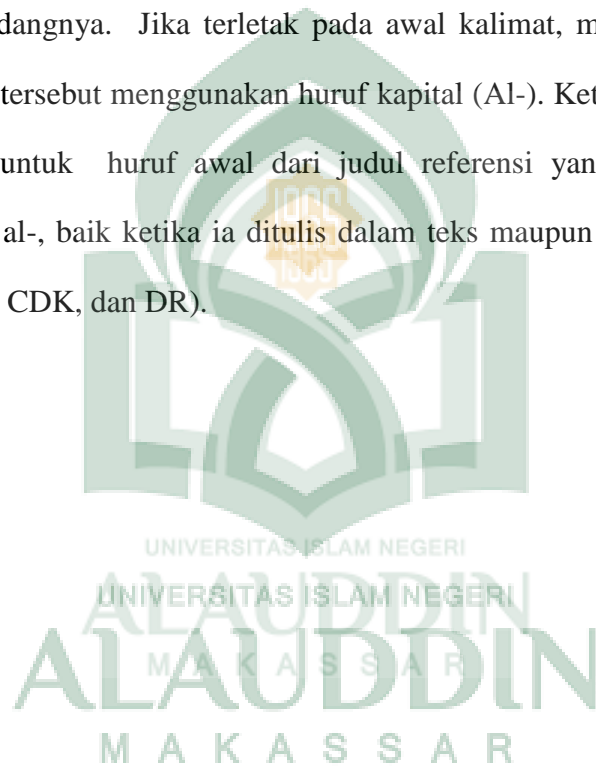 dangnya. Jika terletak pada awal kalimat, m
tersebut menggunakan huruf kapital (Al-). Ket
untuk huruf awal dari judul referensi yan
al-, baik ketika ia ditulis dalam teks maupun
CDK, dan DR).
UNIVERSITAS ISLAM NEGERI
UNIVERSITAS ISLAM NEGERI
ALAUDDIN
MAKASSAR
ALAUDDIN
MAKASSAR